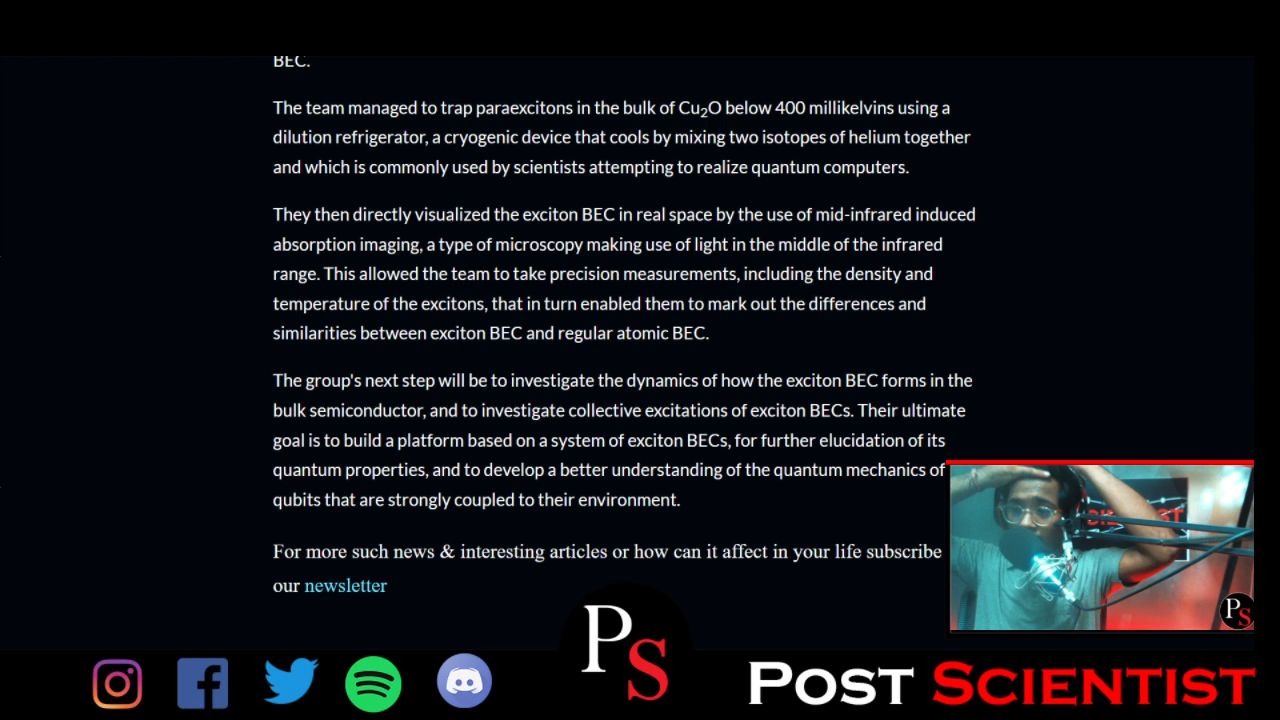 BEC.
The team managed to trap paraexcitons in the bulk of Cu₂O below 400 millikelvins using a
dilution refrigerator, a cryogenic device that cools by mixing two isotopes of helium together
and which is commonly used by scientists attempting to realize quantum computers.
They then directly visualized the exciton BEC in real space by the use of mid-infrared induced
absorption imaging, a type of microscopy making use of light in the middle of the infrared
range. This allowed the team to take precision measurements, including the density and
temperature of the excitons, that in turn enabled them to mark out the differences and
similarities between exciton BEC and regular atomic BEC.
The group's next step will be to investigate the dynamics of how the exciton BEC forms in the
bulk semiconductor, and to investigate collective excitations of exciton BECs. Their ultimate
goal is to build a platform based on a system of exciton BECs, for further elucidation of its
quantum properties, and to develop a better understanding of the quantum mechanics of
qubits that are strongly coupled to their environment.
For more such news & interesting articles or how can it affect in your life subscribe
our newsletter
PS
PS
POST SCIENTIST